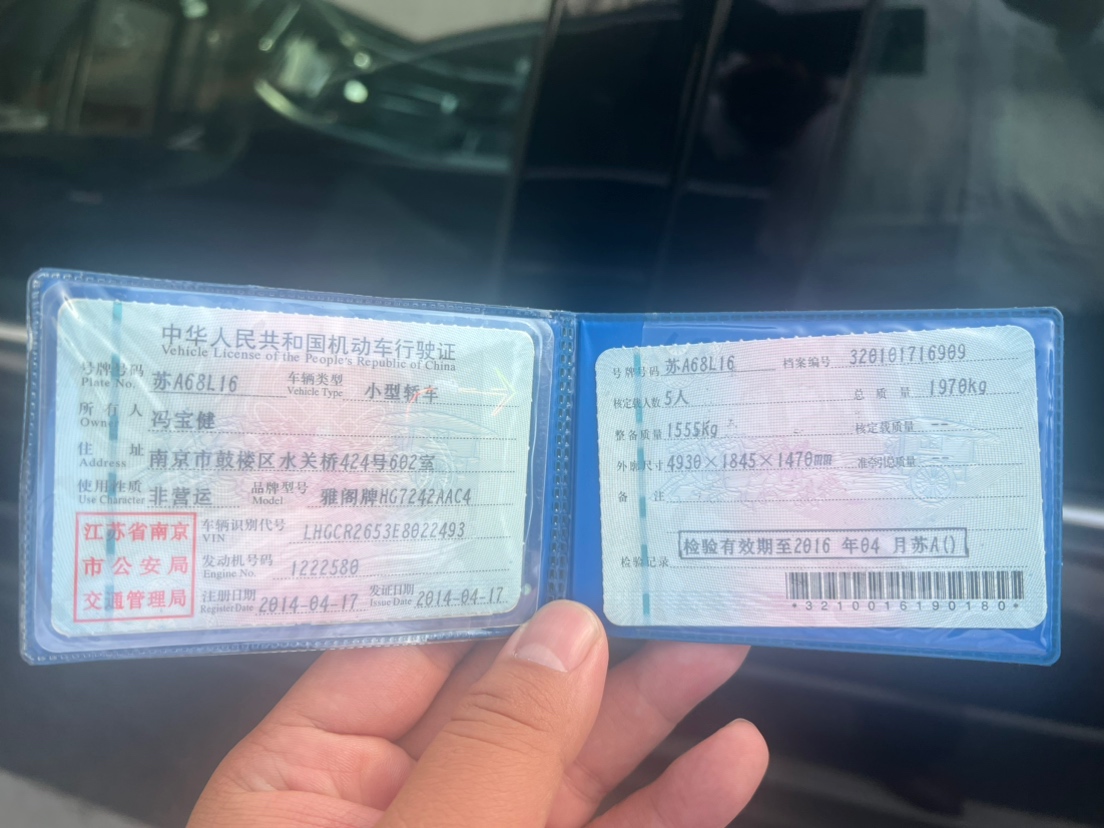 中华人民共和国机动车行驶证
Vehicle License of the People's Republic of China
号牌号码 Plate No. 苏A68L16 车辆类型 Vehicle Type 小型轿车
所有人 Owner 冯宝健
住址 Address 南京市鼓楼区水关桥424号602室
使用性质 Use Character 非营运 品牌型号 Model 雅阁牌HG7242AAC4
江苏省南京市公安局交通管理局
车辆识别代号 VIN LHGCR2653E8022493
发动机号码 Engine No. 1222580
注册日期 Register Date 2014-04-17 发证日期 Issue Date 2014-04-17
号牌号码 苏A68L16 档案编号 320101716909
核定载人数 5人 总质量 1970kg
整备质量 1555Kg 核定载质量 --
外廓尺寸 4930×1845×1470mm 准牵引总质量 --
备注
检验记录 检验有效期至2016 年04 月苏A()
*3210016190180*